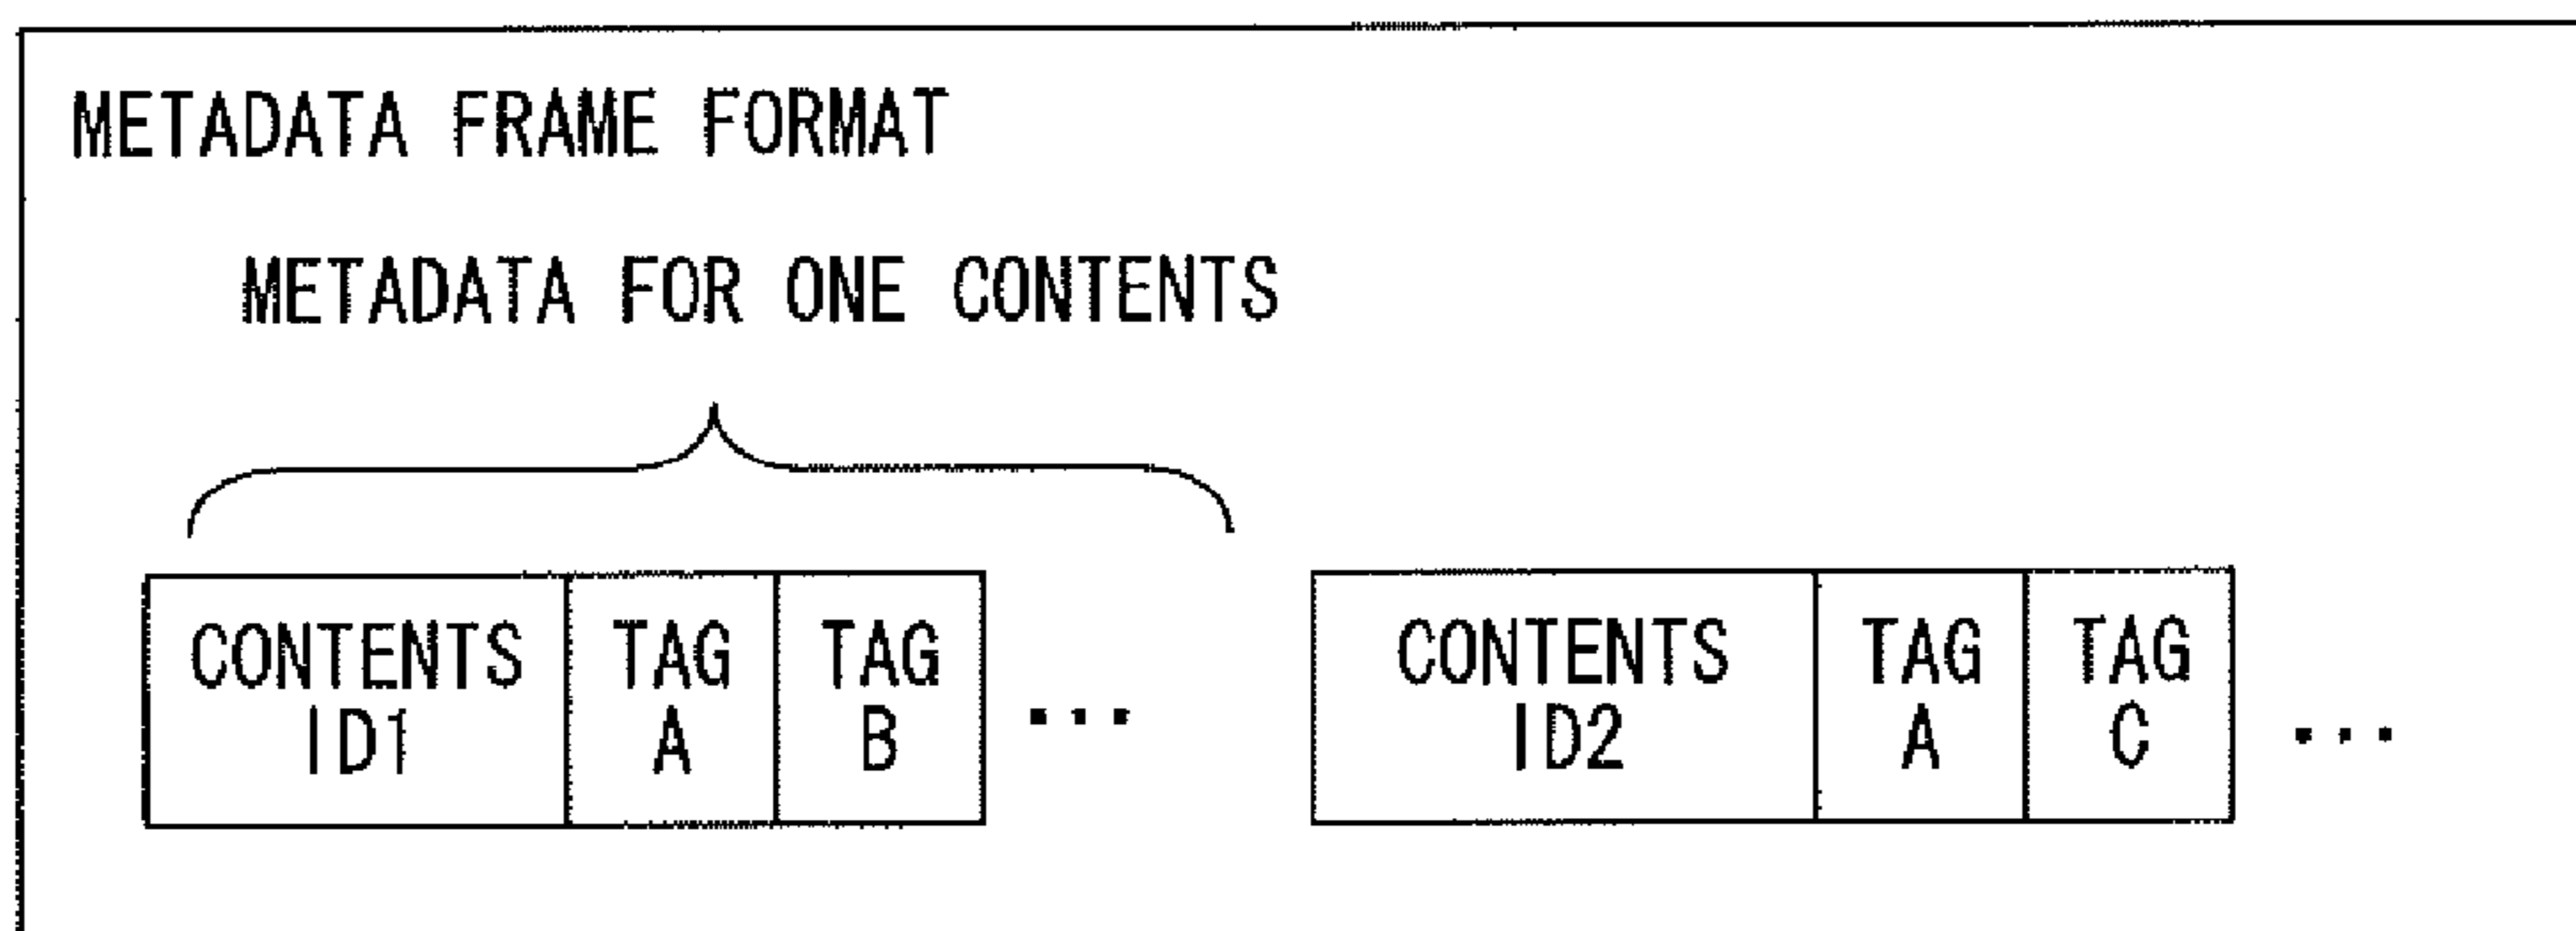 METADATA FRAME FORMAT
METADATA FOR ONE CONTENTS
CONTENTS ID1 TAG A TAG B ... CONTENTS ID2 TAG A TAG C ...